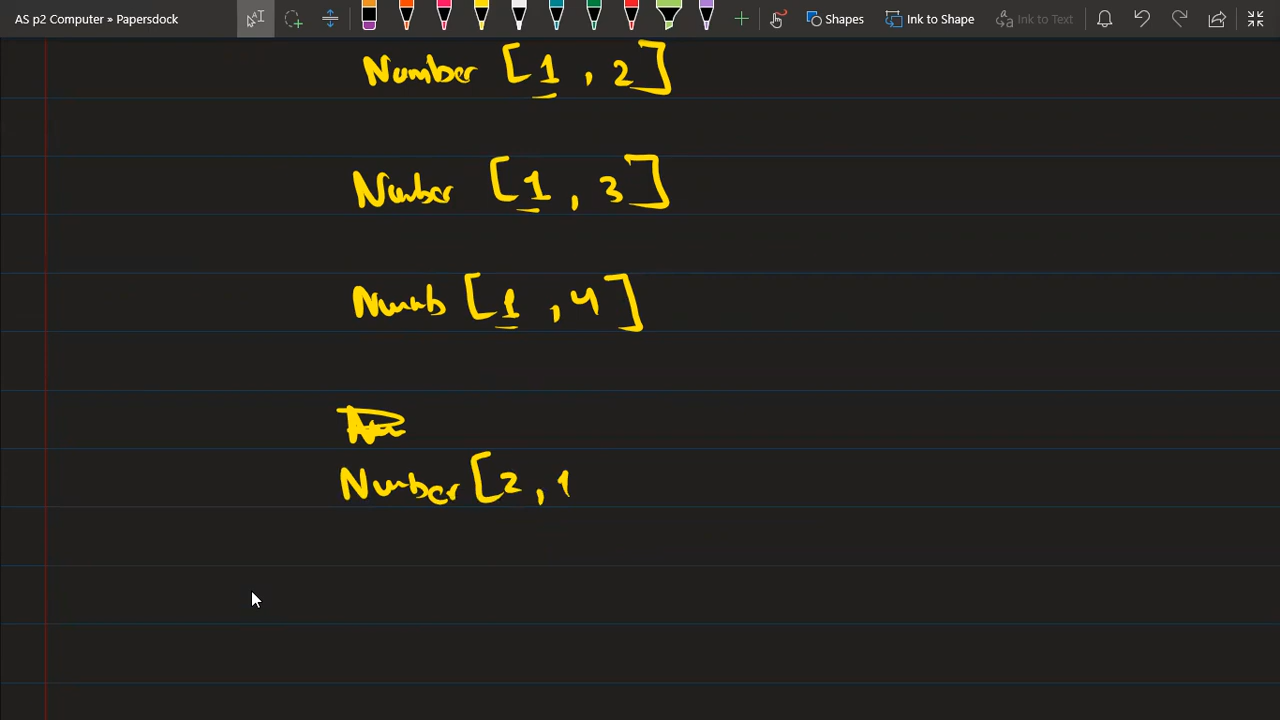 AS p2 Computer » Papersdock
Shapes
Ink to Shape
Ink to Text
Number [1, 2]
Number [1, 3]
Numb [1, 4]
Number [2, 1